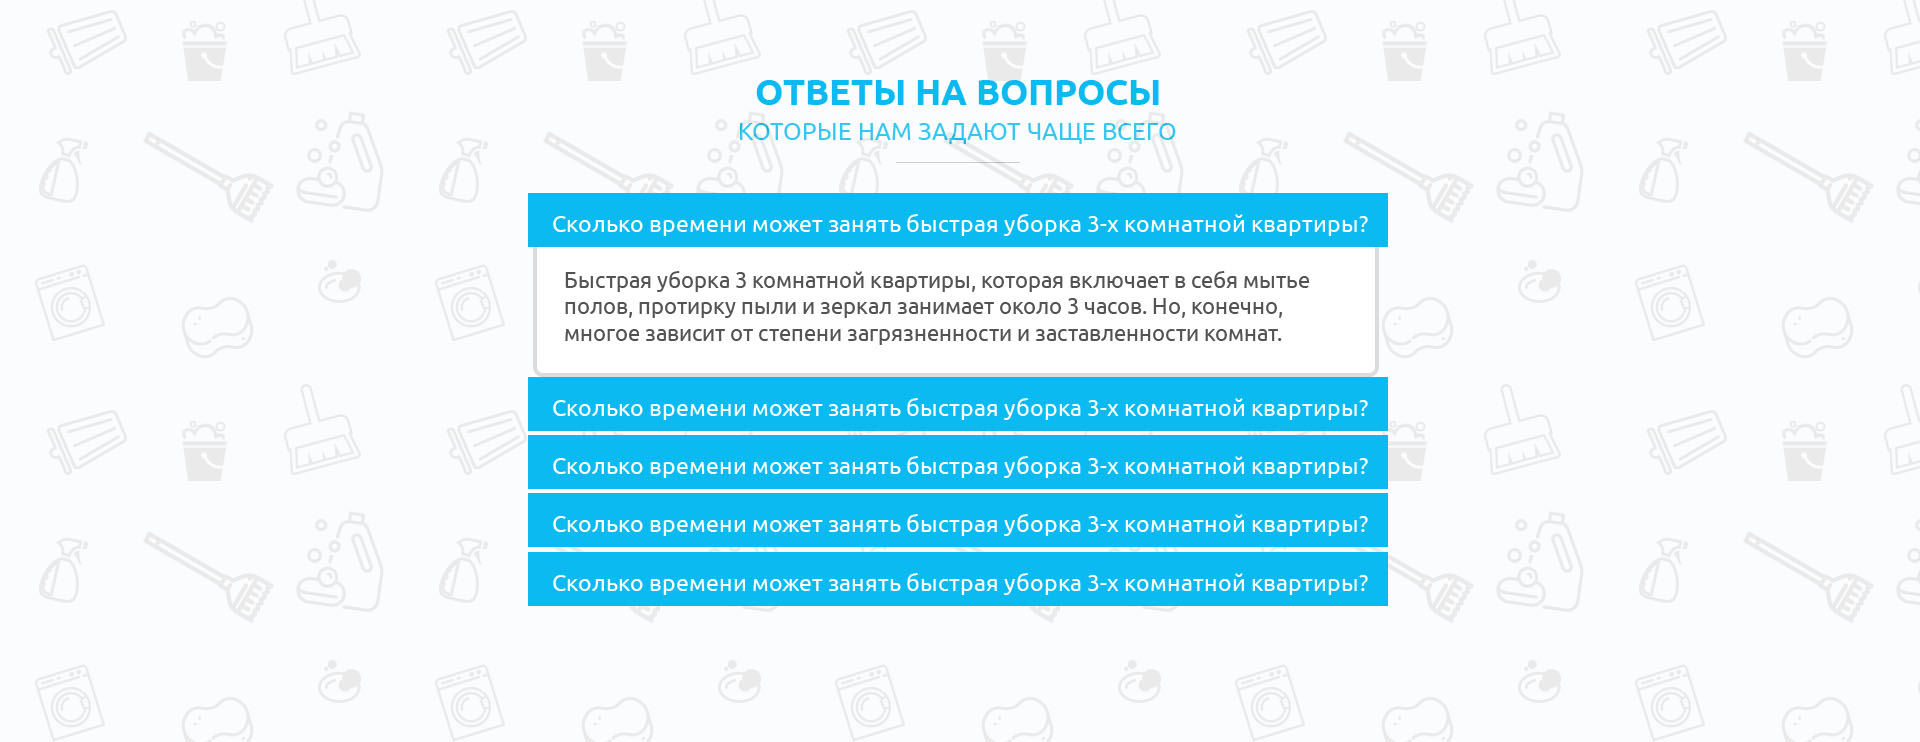 ОТВЕТЫ НА ВОПРОСЫ
КОТОРЫЕ НАМ ЗАДАЮТ ЧАЩЕ ВСЕГО
Сколько времени может занять быстрая уборка 3-х комнатной квартиры?
Быстрая уборка 3 комнатной квартиры, которая включает в себя мытье
полов, протирку пыли и зеркал занимает около 3 часов. Но, конечно,
многое зависит от степени загрязненности и заставленности комнат.
Сколько времени может занять быстрая уборка 3-х комнатной квартиры?
Сколько времени может занять быстрая уборка 3-х комнатной квартиры?
Сколько времени может занять быстрая уборка 3-х комнатной квартиры?
Сколько времени может занять быстрая уборка 3-х комнатной квартиры?